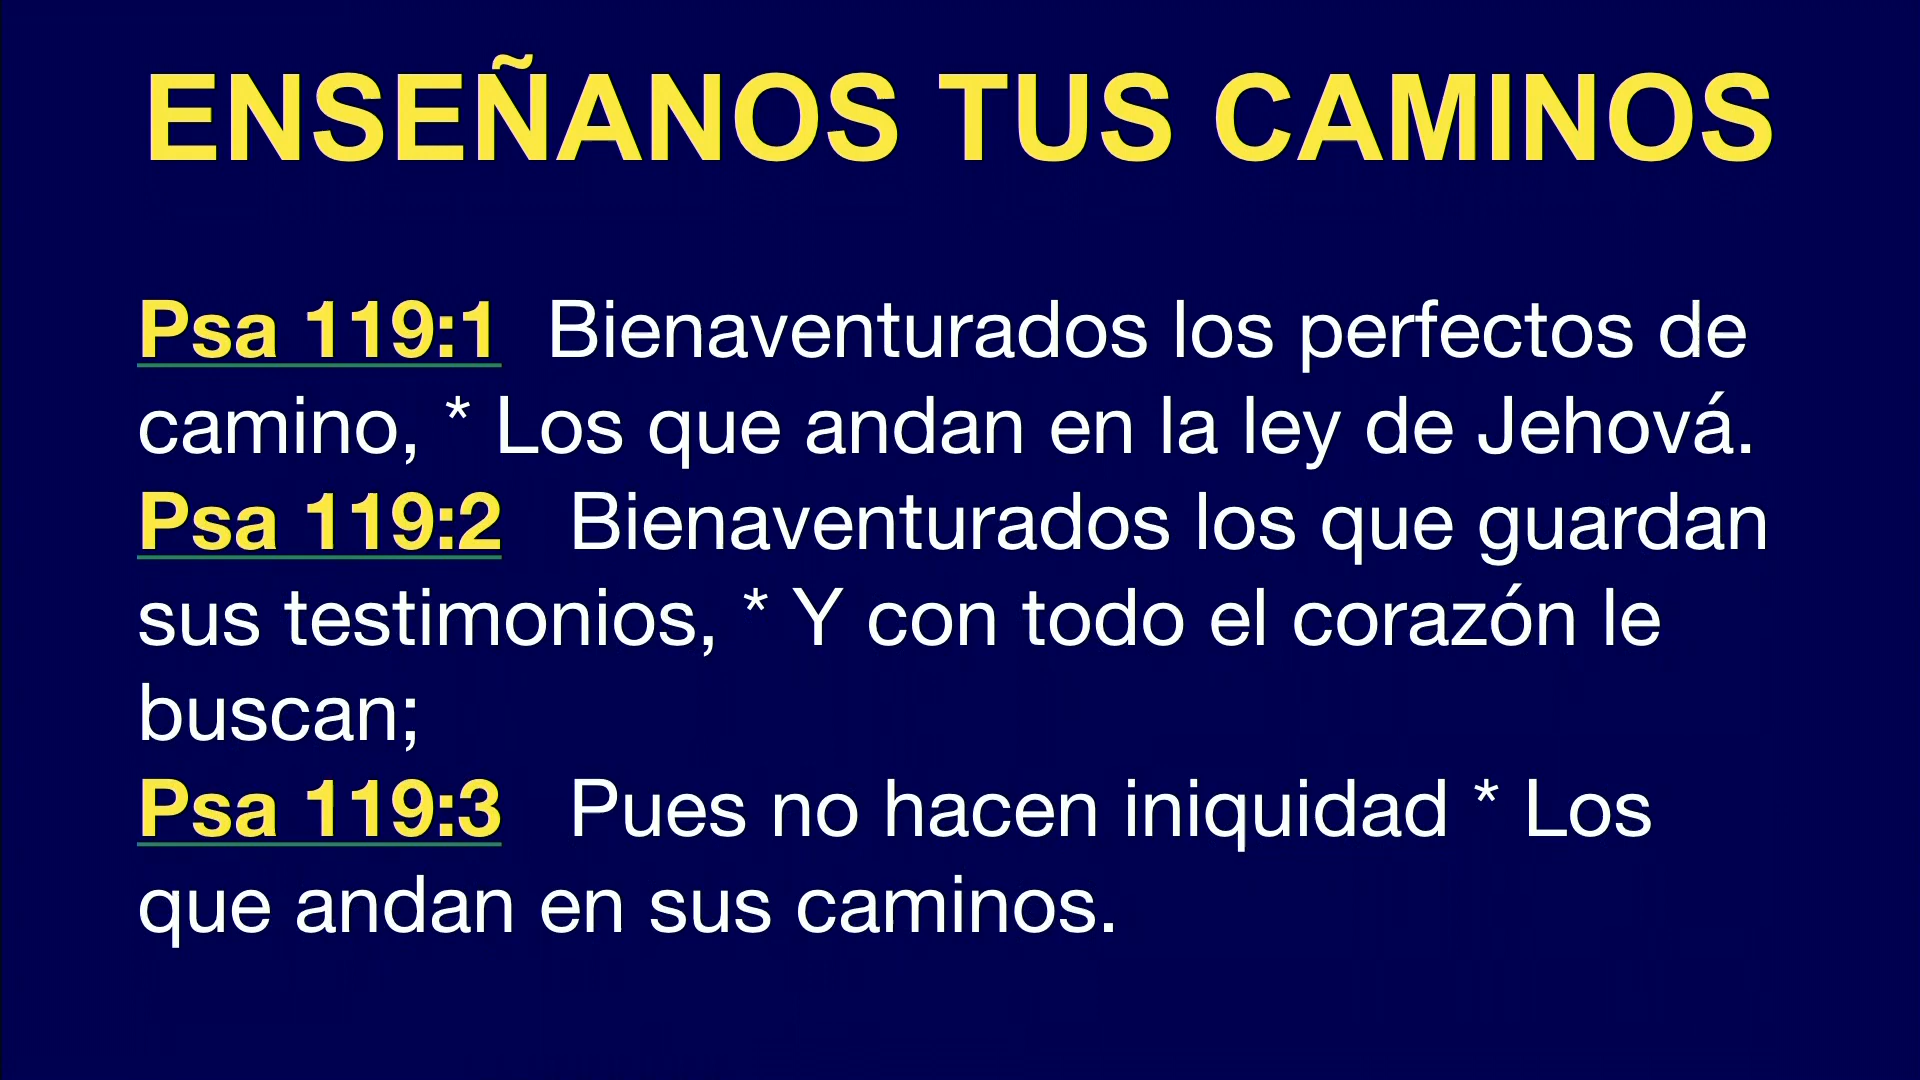 ENSEÑANOS TUS CAMINOS
Psa 119:1 Bienaventurados los perfectos de
camino, * Los que andan en la ley de Jehová.
Psa 119:2 Bienaventurados los que guardan
sus testimonios, * Y con todo el corazón le
buscan;
Psa 119:3 Pues no hacen iniquidad * Los
que andan en sus caminos.